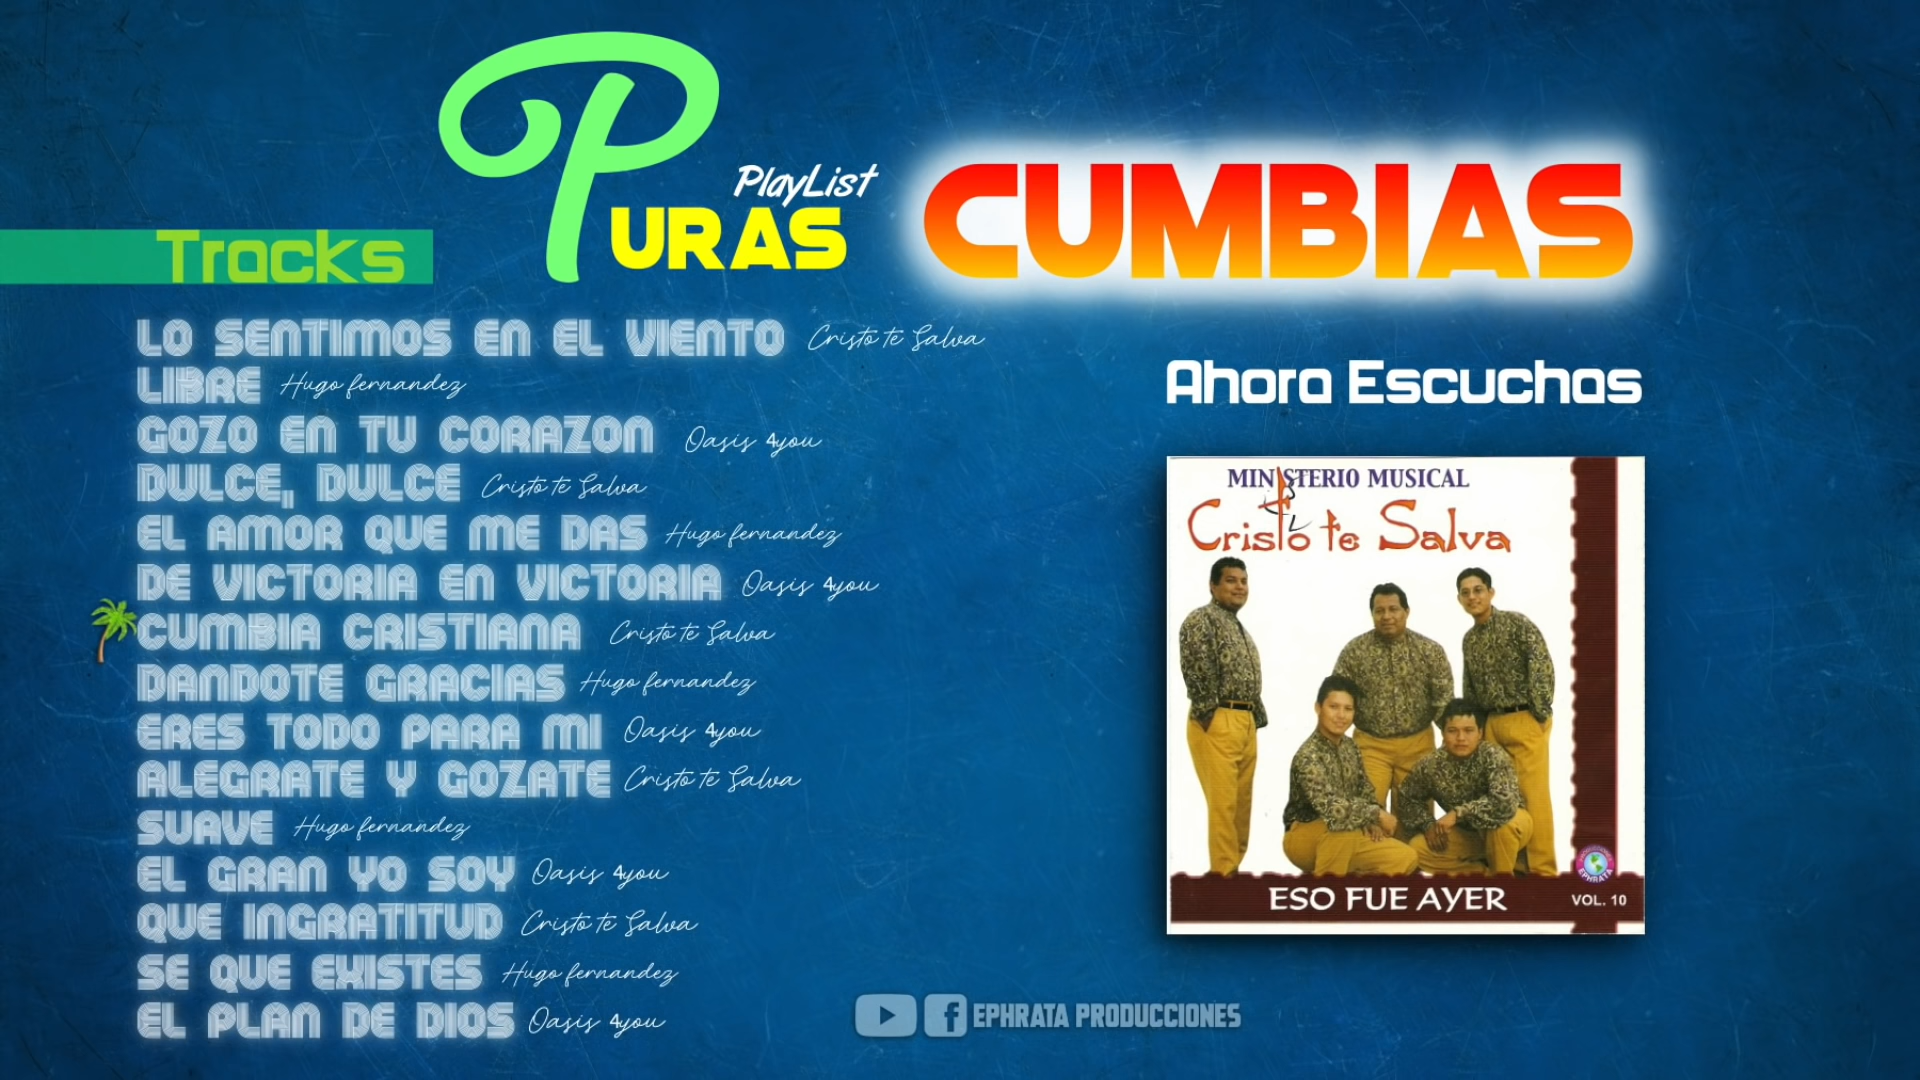 PURAS
PlayList
CUMBIAS
Tracks
LO SENTIMOS EN EL VIENTO Cristo te Salva
LIBRE Hugo fernandez
GOZO EN TU CORAZON Oasis 4you
DULCE, DULCE Cristo te Salva
EL AMOR QUE ME DAS Hugo fernandez
DE VICTORIA EN VICTORIA Oasis 4you
CUMBIA CRISTIANA Cristo te Salva
DANDOTE GRACIAS Hugo fernandez
ERES TODO PARA MI Oasis 4you
ALEGRATE Y GOZATE Cristo te Salva
SUAVE Hugo fernandez
EL GRAN YO SOY Oasis 4you
QUE INGRATITUD Cristo te Salva
SE QUE EXISTES Hugo fernandez
EL PLAN DE DIOS Oasis 4you
Ahora Escuchas
MINISTERIO MUSICAL
Cristo te Salva
EPHRATA
ESO FUE AYER
VOL. 10
EPHRATA PRODUCCIONES